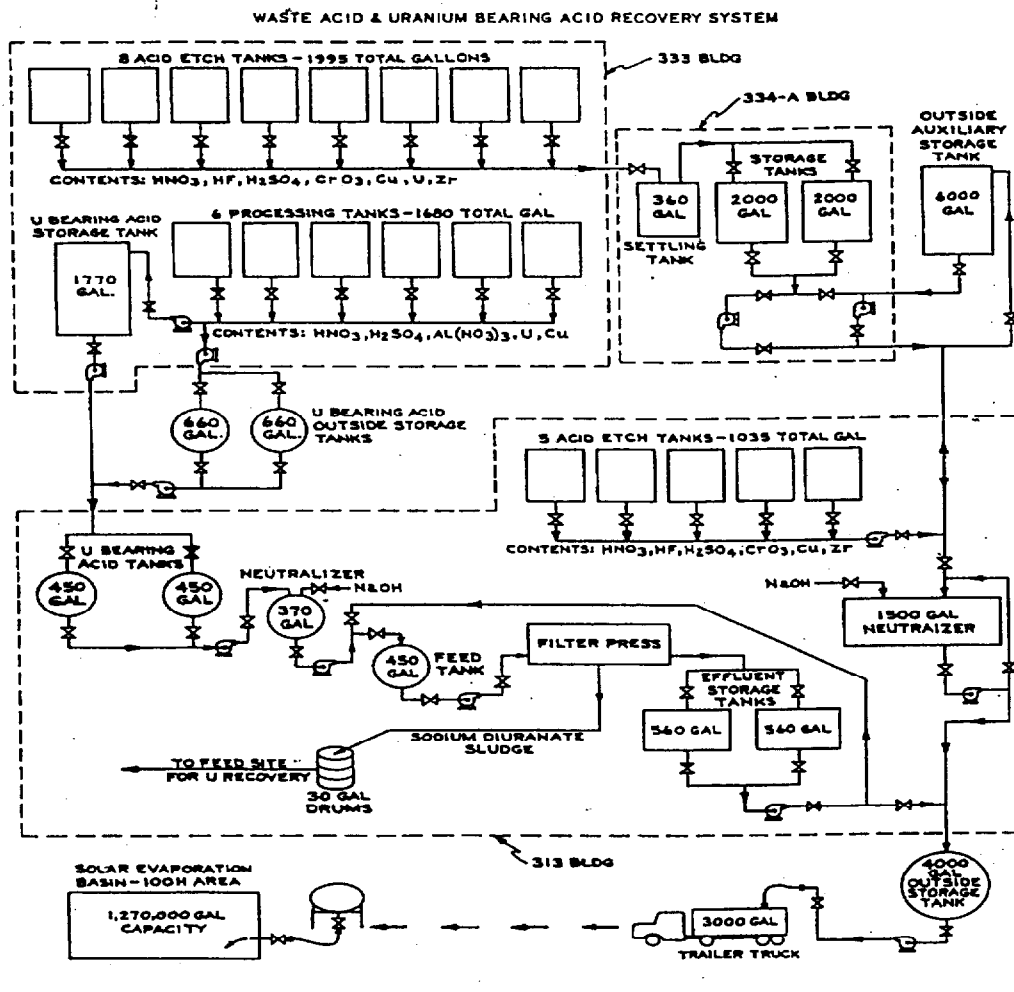 WASTE ACID & URANIUM BEARING ACID RECOVERY SYSTEM
8 ACID ETCH TANKS-1995 TOTAL GALLONS
333 BLDG
334-A BLDG
OUTSIDE
AUXILIARY
STORAGE
TANK
STORAGE
TANKS
CONTENTS: HNO3, HF, H2SO4, CrO3, Cu, U, Zr
360
GAL
2000
GAL
2000
GAL
6000
GAL
SETTLING
TANK
U BEARING ACID
STORAGE TANK
6 PROCESSING TANKS-1680 TOTAL GAL
1770
GAL.
CONTENTS: HNO3, H2SO4, AL(NO3)3, U, Cu
660
GAL.
660
GAL.
U BEARING ACID
OUTSIDE STORAGE
TANKS
5 ACID ETCH TANKS-1035 TOTAL GAL
CONTENTS: HNO3, HF, H2SO4, CrO3, Cu, Zr
U BEARING
ACID TANKS
450
GAL
450
GAL
NEUTRALIZER
NaOH
370
GAL
NaOH
1500 GAL
NEUTRAIZER
450
GAL
FEED
TANK
FILTER PRESS
EFFLUENT
STORAGE
TANKS
560 GAL
560 GAL
SODIUM DIURANATE
SLUDGE
TO FEED SITE
FOR U RECOVERY
30 GAL
DRUMS
313 BLDG
SOLAR EVAPORATION
BASIN-100H AREA
1,270,000 GAL
CAPACITY
3000 GAL
TRAILER TRUCK
4000
GAL
OUTSIDE
STORAGE
TANK